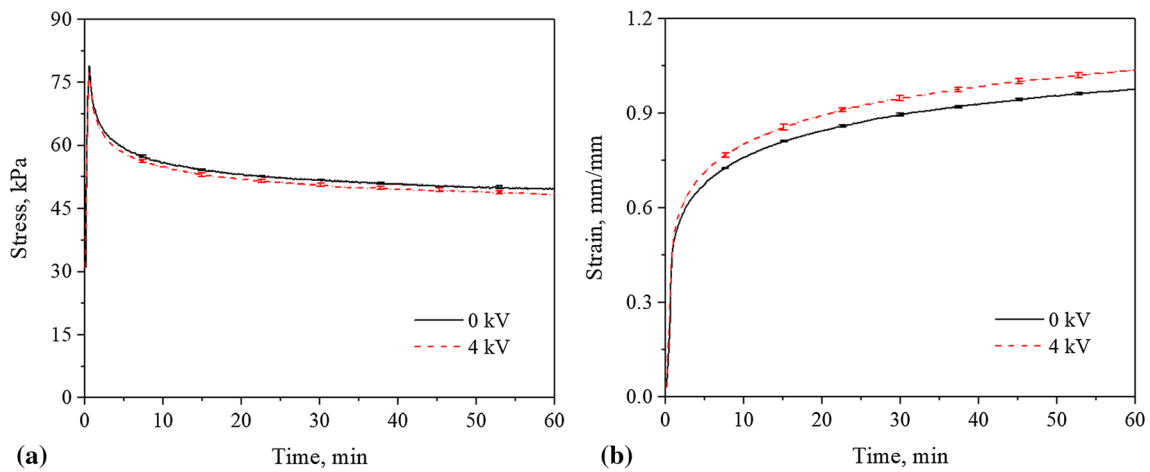 90
75
60
45
30
15
0
Stress, kPa
0 kV
4 kV
0 10 20 30 40 50 60
Time, min
(a)
1.2
0.9
0.6
0.3
0.0
Strain, mm/mm
0 kV
4 kV
0 10 20 30 40 50 60
Time, min
(b)